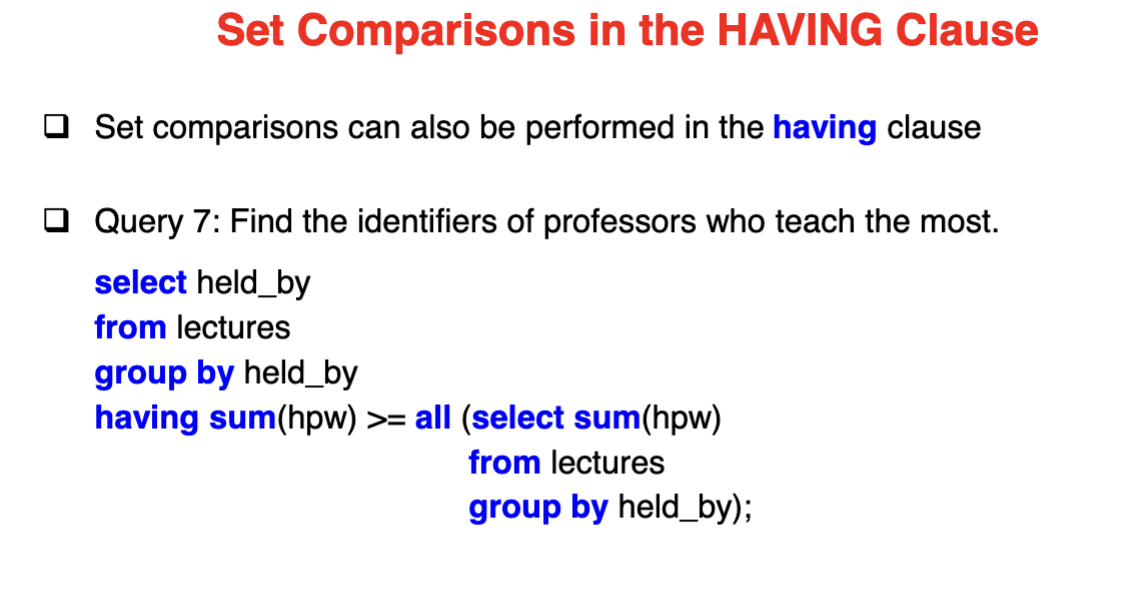 Set Comparisons in the HAVING Clause
❑ Set comparisons can also be performed in the having clause
❑ Query 7: Find the identifiers of professors who teach the most.
select held_by
from lectures
group by held_by
having sum(hpw) >= all (select sum(hpw)
from lectures
group by held_by);